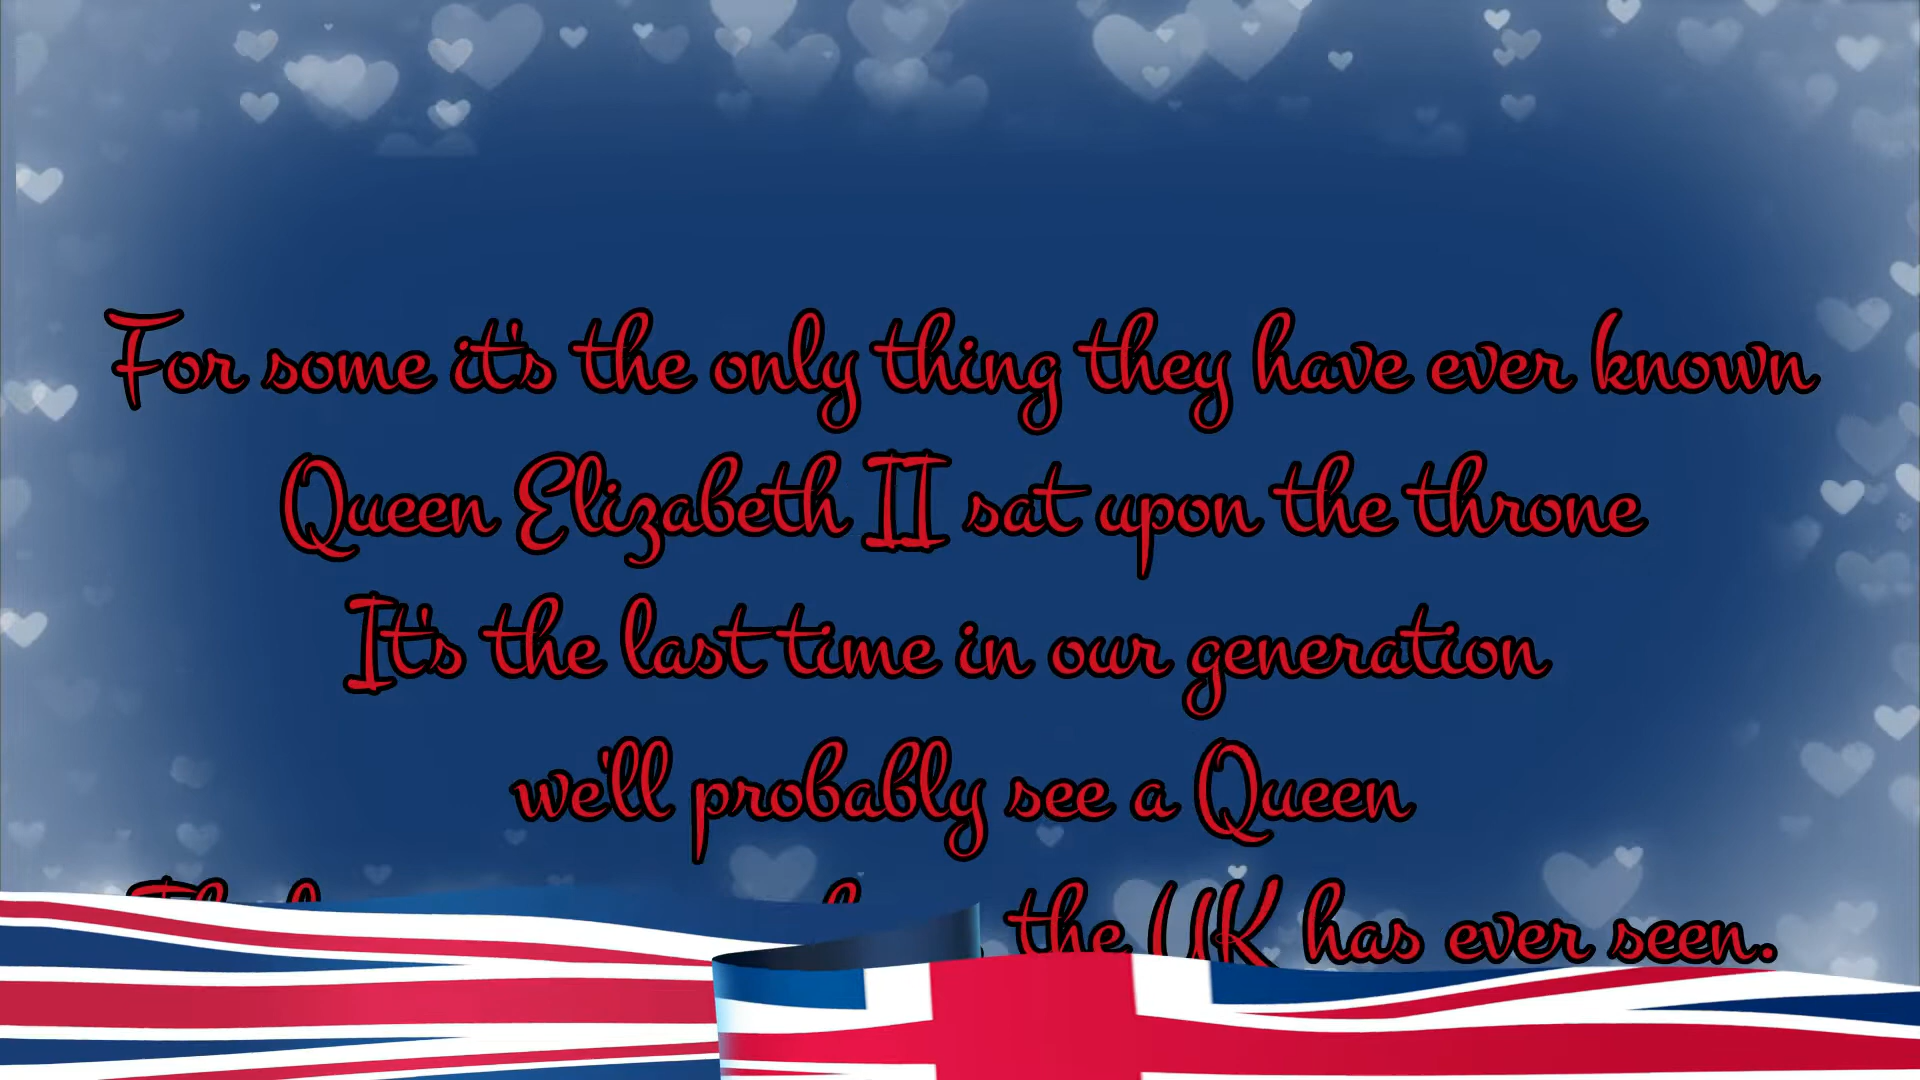 For some it's the only thing they have ever known
Queen Elizabeth II sat upon the throne
It's the last time in our generation
we'll probably see a Queen
the UK has ever seen.